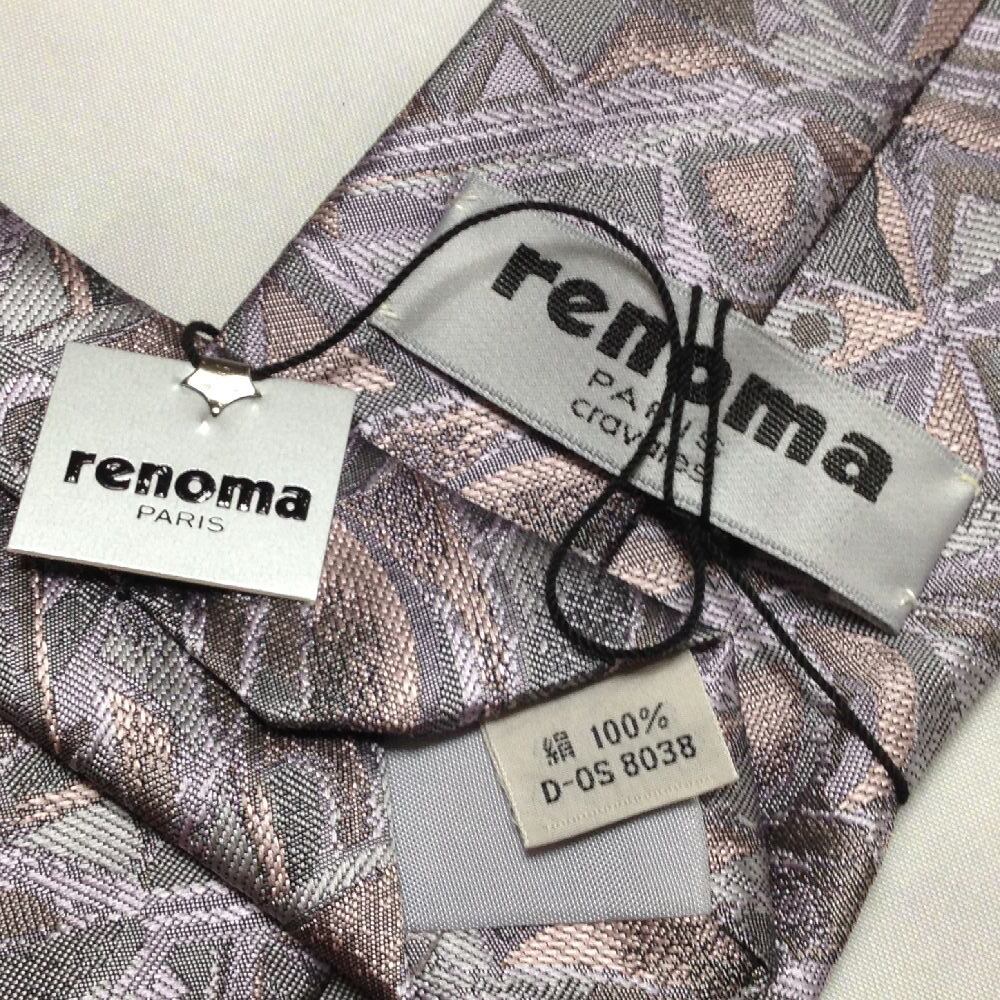 renoma
PARIS
cravates
renoma
PARIS
絹 100%
D-OS 8038